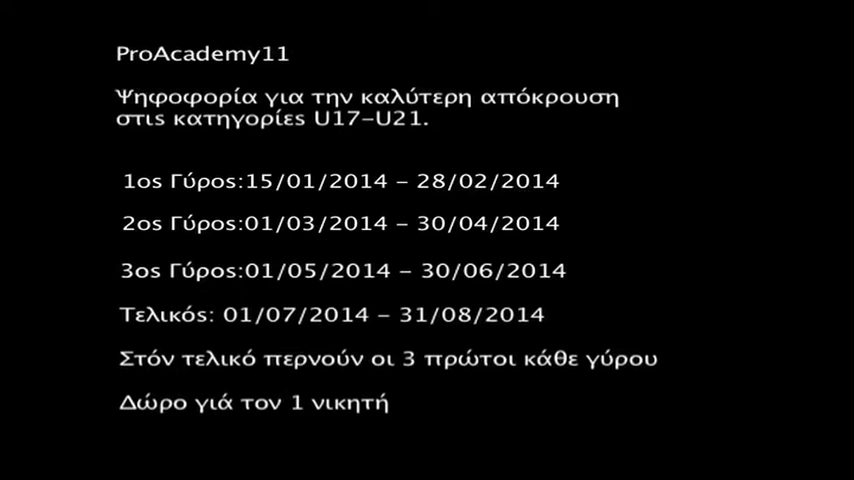 ProAcademy11
Ψηφοφορία για την καλύτερη απόκρουση
στις κατηγορίες U17-U21.
1ος Γύρος:15/01/2014 - 28/02/2014
2ος Γύρος:01/03/2014 - 30/04/2014
3ος Γύρος:01/05/2014 - 30/06/2014
Τελικός: 01/07/2014 - 31/08/2014
Στόν τελικό περνούν οι 3 πρώτοι κάθε γύρου
Δώρο γιά τον 1 νικητή